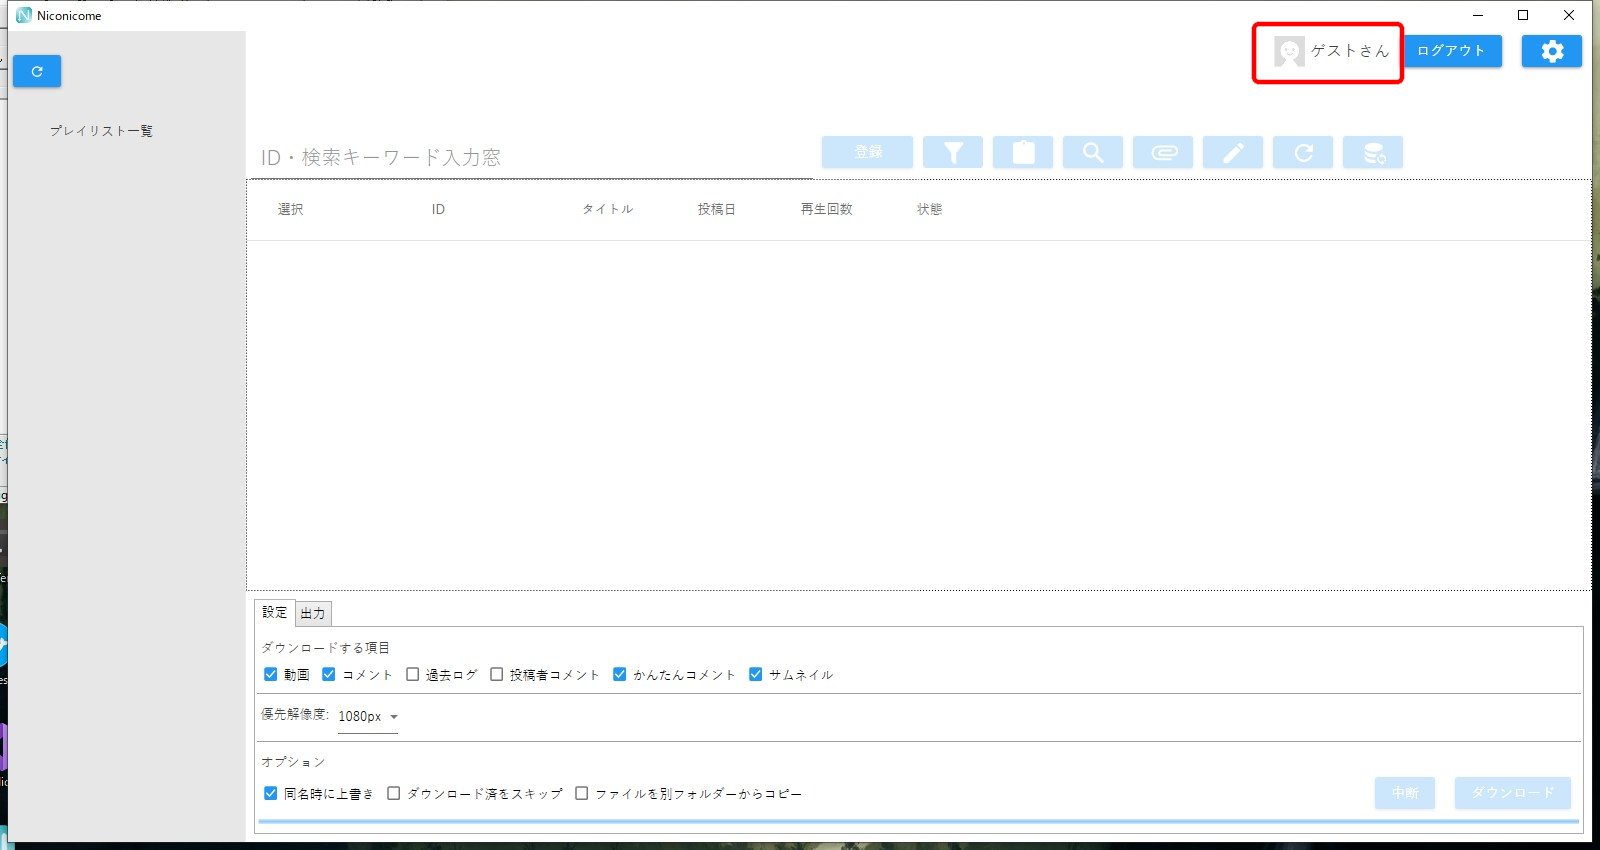 Niconicome
ゲストさん
ログアウト
プレイリスト一覧
ID・検索キーワード入力窓
登録
選択 ID タイトル 投稿日 再生回数 状態
設定 出力
ダウンロードする項目
動画 コメント 過去ログ 投稿者コメント かんたんコメント サムネイル
優先解像度: 1080px
オプション
同名時に上書き ダウンロード済をスキップ ファイルを別フォルダーからコピー
中断 ダウンロード